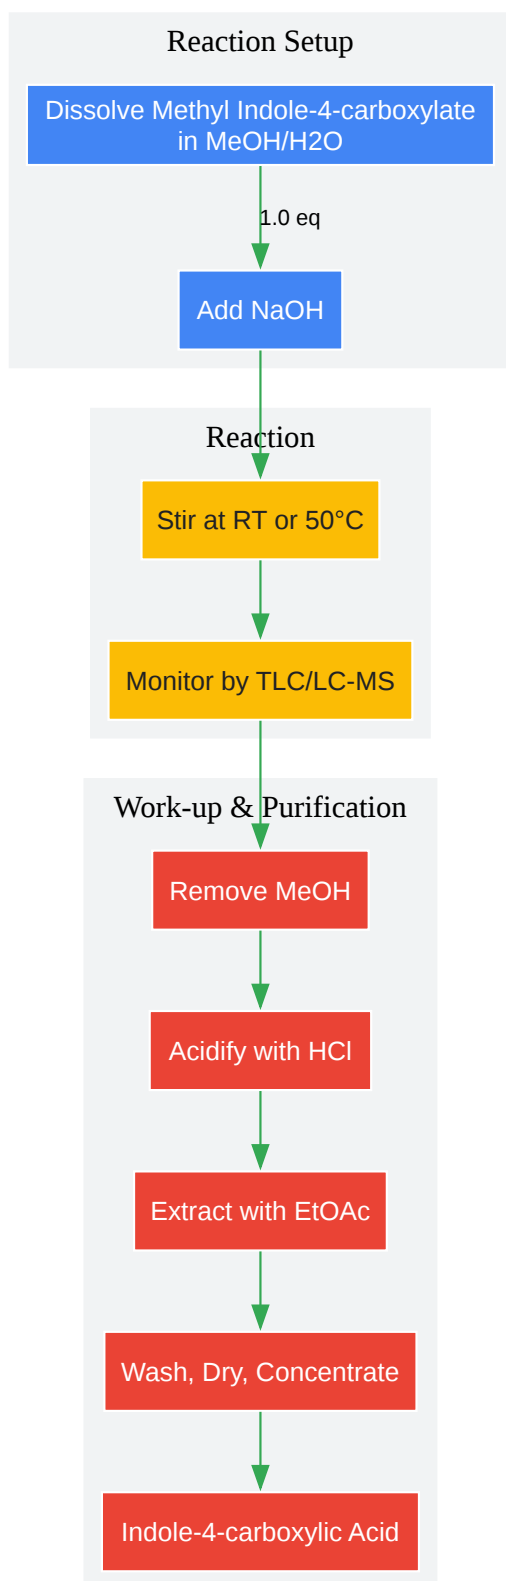 Reaction Setup
Dissolve Methyl Indole-4-carboxylate
in MeOH/H2O
1.0 eq
Add NaOH
Reaction
Stir at RT or 50°C
Monitor by TLC/LC-MS
Work-up & Purification
Remove MeOH
Acidify with HCl
Extract with EtOAc
Wash, Dry, Concentrate
Indole-4-carboxylic Acid